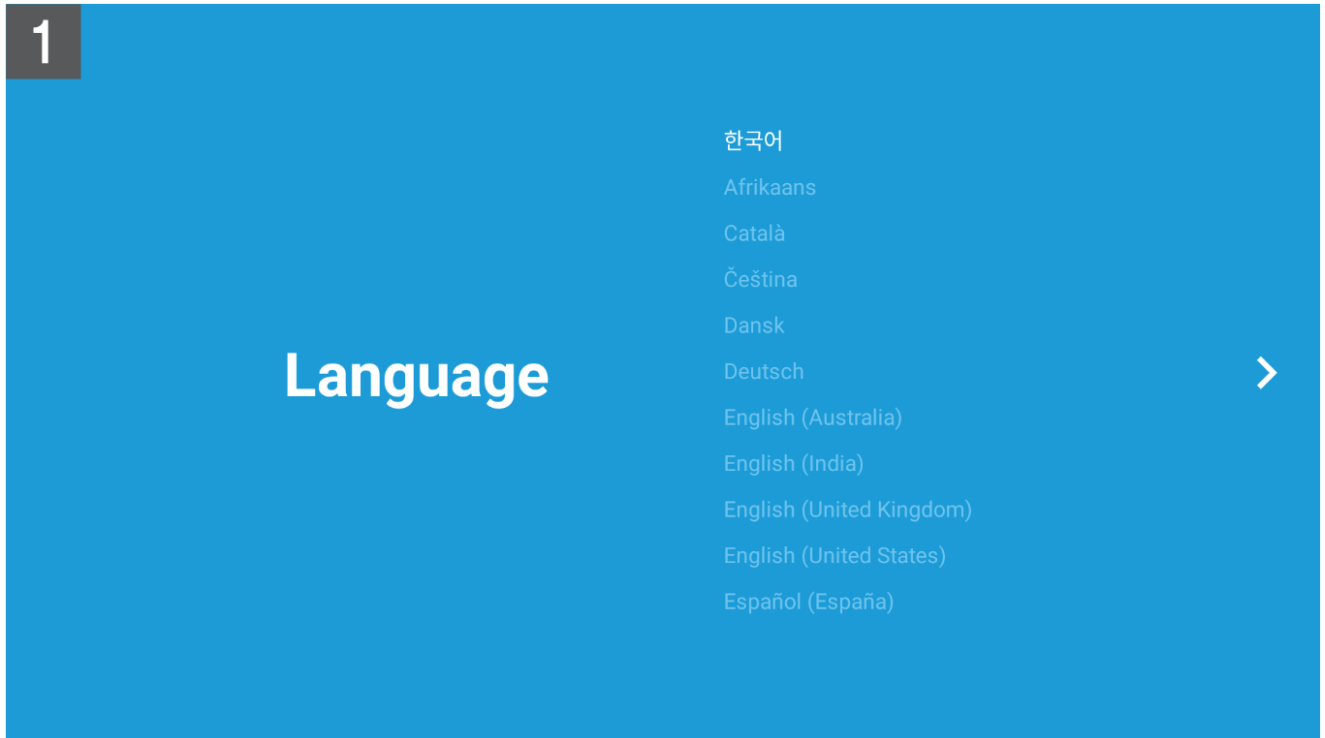 1
한국어
Afrikaans
Català
Čeština
Dansk
Language
Deutsch
English (Australia)
English (India)
English (United Kingdom)
English (United States)
Español (España)